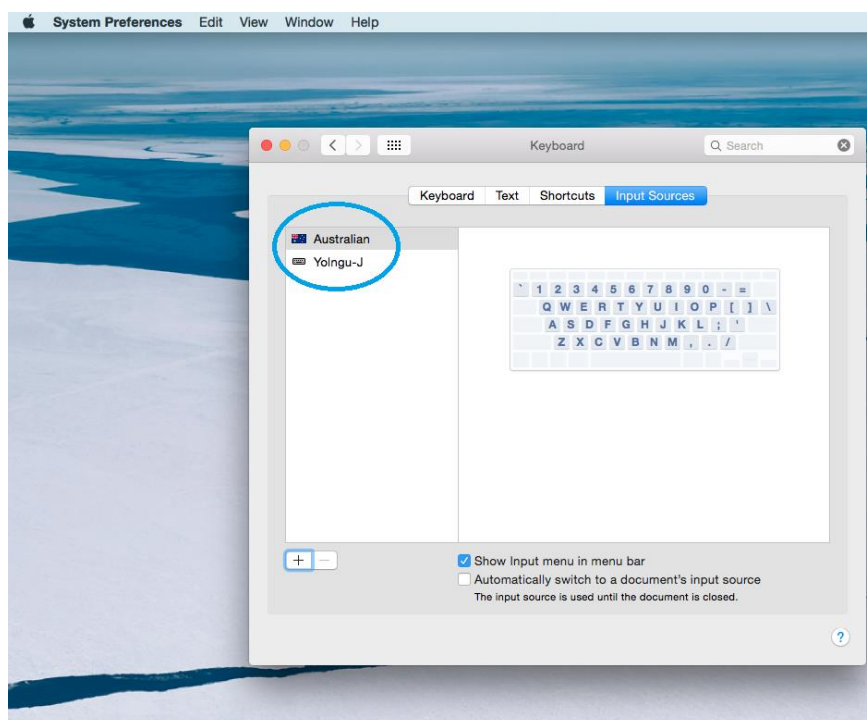 System Preferences Edit View Window Help
Keyboard
Search
Keyboard Text Shortcuts Input Sources
Australian
Yolngu-J
` 1 2 3 4 5 6 7 8 9 0 - =
Q W E R T Y U I O P [ ] \
A S D F G H J K L ; '
Z X C V B N M , . /
+ −
Show Input menu in menu bar
Automatically switch to a document's input source
The input source is used until the document is closed.
?